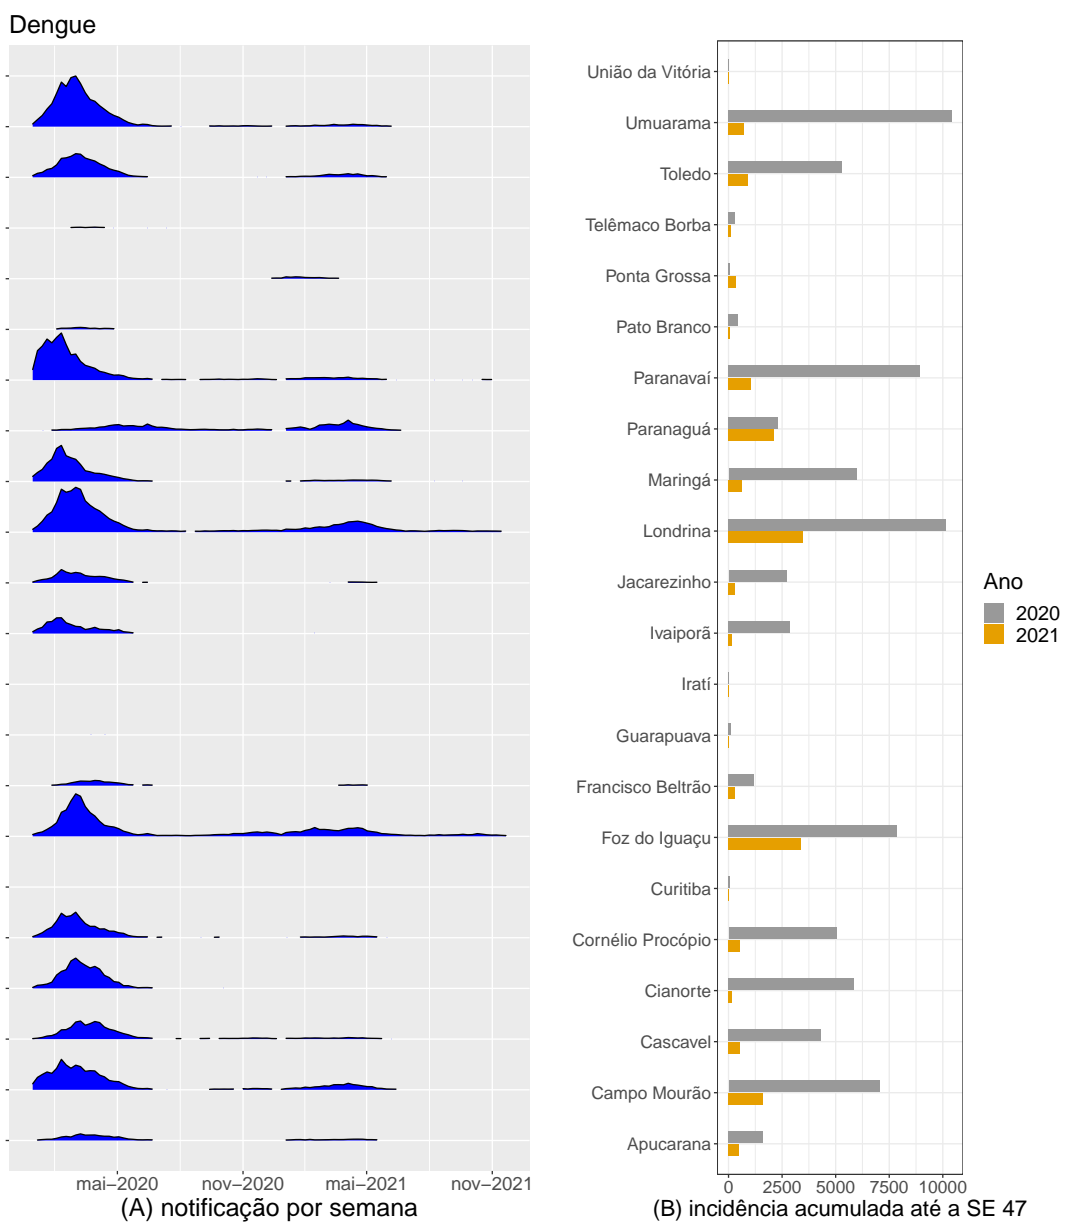 Dengue
União da Vitória
Umuarama
Toledo
Telêmaco Borba
Ponta Grossa
Pato Branco
Paranavaí
Paranaguá
Maringá
Londrina
Jacarezinho
Ivaiporã
Iratí
Guarapuava
Francisco Beltrão
Foz do Iguaçu
Curitiba
Cornélio Procópio
Cianorte
Cascavel
Campo Mourão
Apucarana
Ano
2020
2021
mai–2020 nov–2020 mai–2021 nov–2021
(A) notificação por semana
0 2500 5000 7500 10000
(B) incidência acumulada até a SE 47